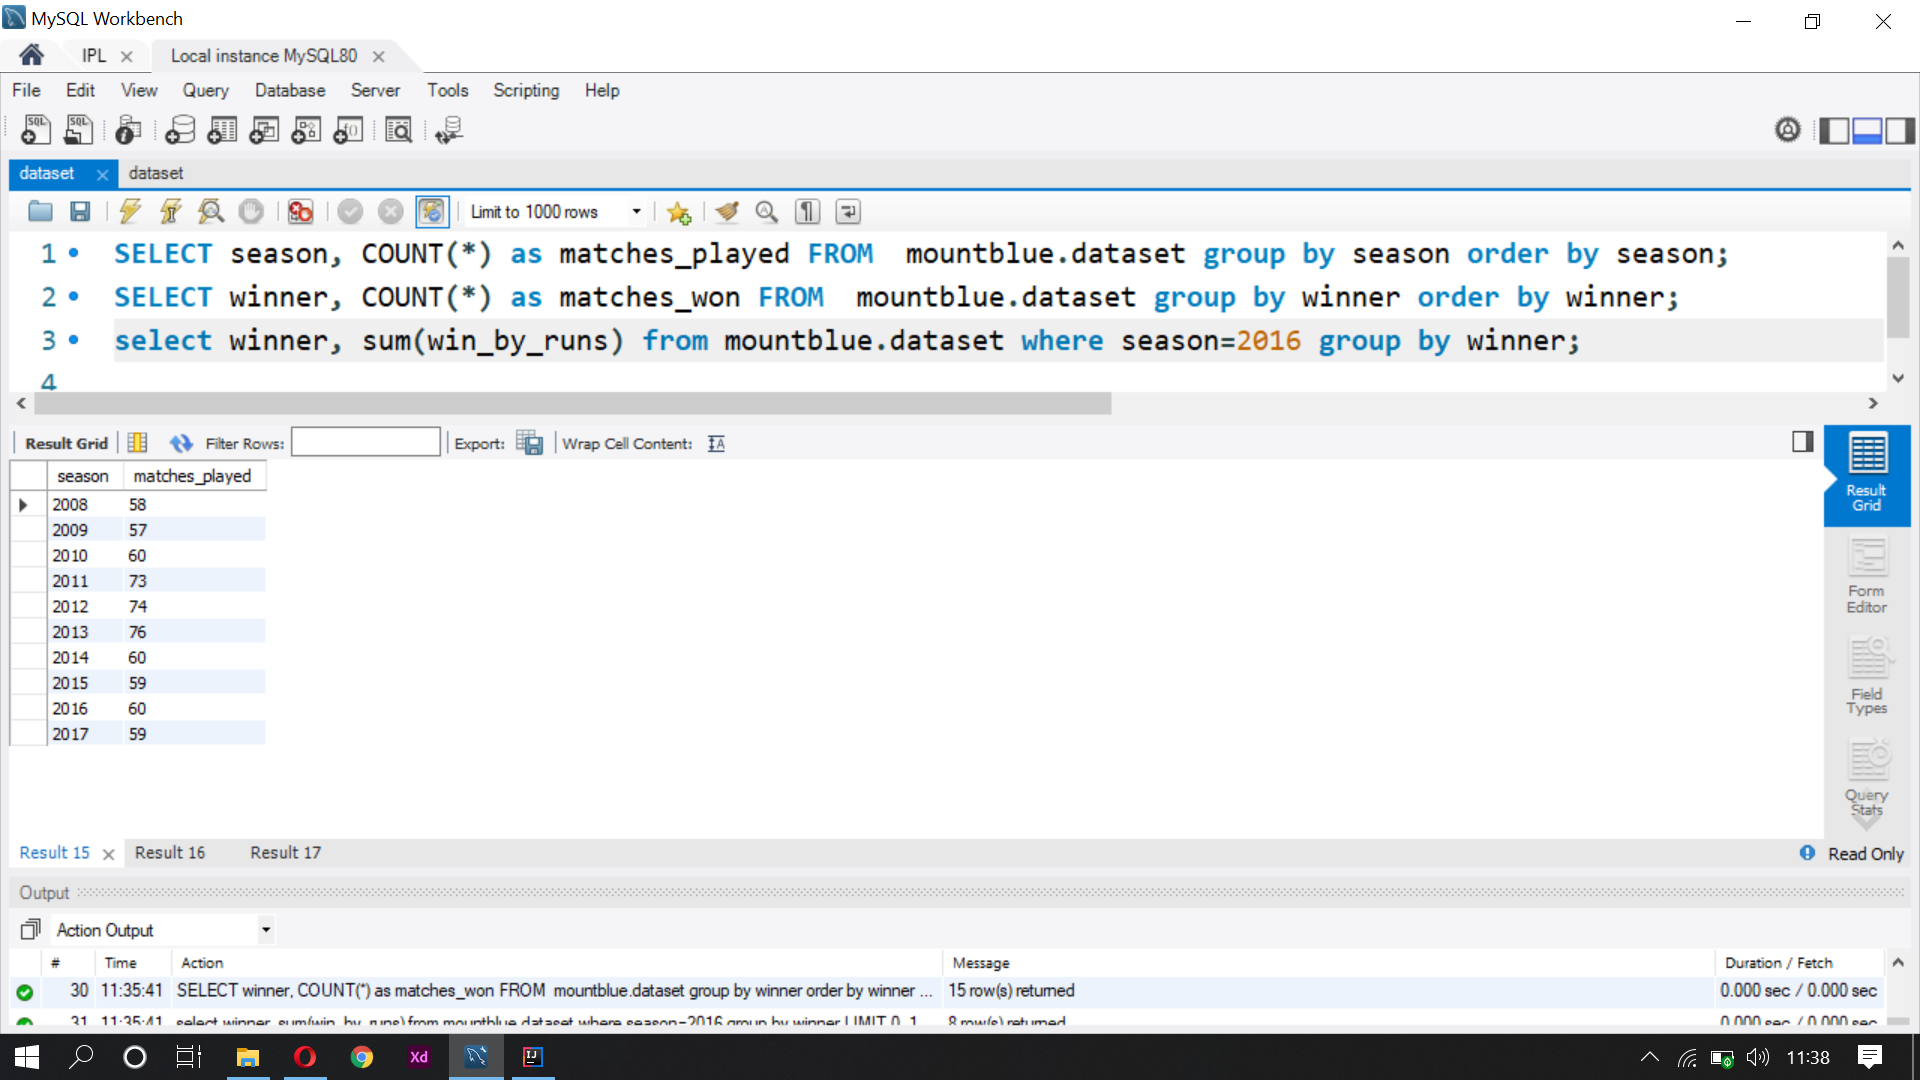 MySQL Workbench
IPL
Local instance MySQL80
File Edit View Query Database Server Tools Scripting Help
dataset
dataset
Limit to 1000 rows
1 SELECT season, COUNT(*) as matches_played FROM  mountblue.dataset group by season order by season;
2 SELECT winner, COUNT(*) as matches_won FROM  mountblue.dataset group by winner order by winner;
3 select winner, sum(win_by_runs) from mountblue.dataset where season=2016 group by winner;
4
Result Grid Filter Rows: Export: Wrap Cell Content:
season matches_played
2008 58
2009 57
2010 60
2011 73
2012 74
2013 76
2014 60
2015 59
2016 60
2017 59
Result
Grid
Form
Editor
Field
Types
Query
Stats
Result 15 Result 16 Result 17
Read Only
Output
Action Output
# Time Action Message Duration / Fetch
30 11:35:41 SELECT winner, COUNT(*) as matches_won FROM  mountblue.dataset group by winner order by winner ... 15 row(s) returned 0.000 sec / 0.000 sec
31 11:35:41 select winner, sum(win_by_runs) from mountblue.dataset where season=2016 group by winner LIMIT 0, 1... 8 row(s) returned 0.000 sec / 0.000 sec
Xd
IJ
11:38